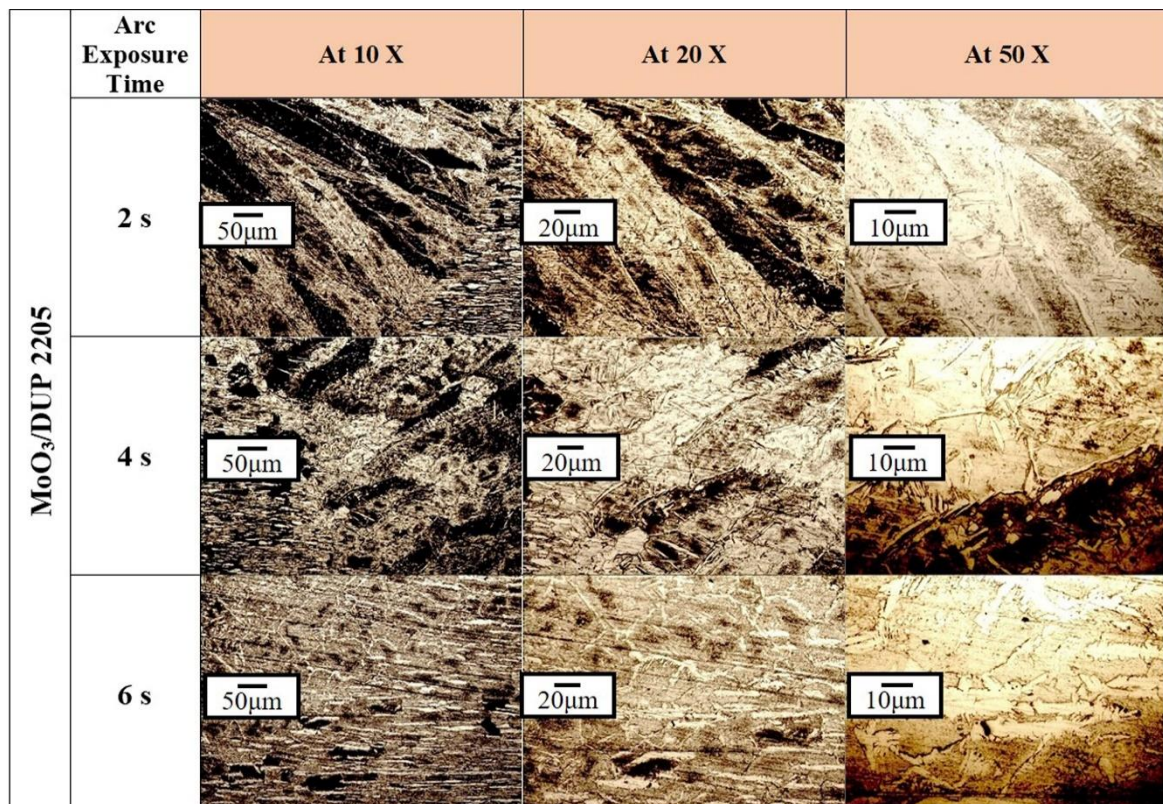 Arc
Exposure
Time
At 10 X
At 20 X
At 50 X
MoO₃/DUP 2205
2 s
50μm
20μm
10μm
4 s
50μm
20μm
10μm
6 s
50μm
20μm
10μm